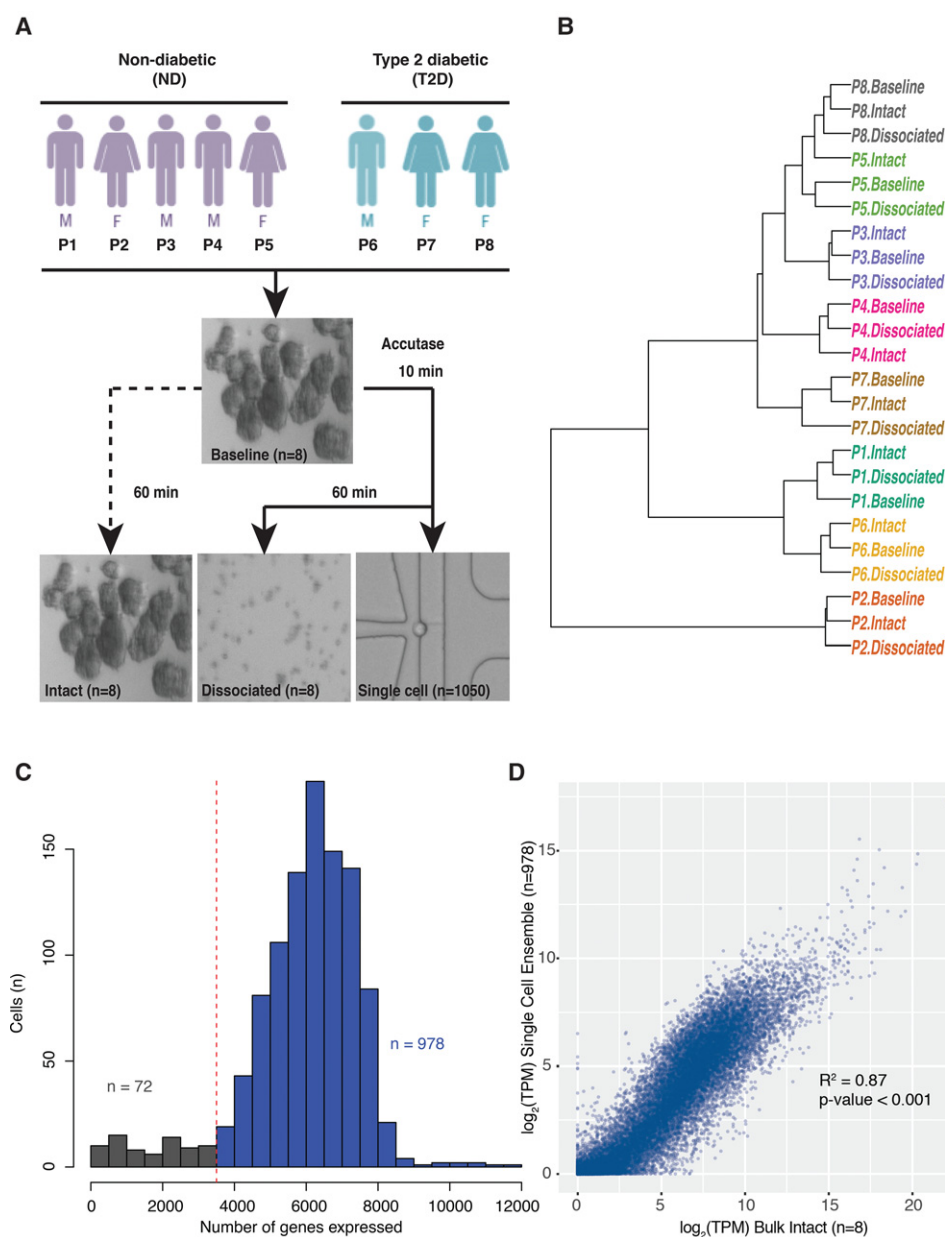 A
Non-diabetic
(ND)
Type 2 diabetic
(T2D)
M F M M F M F F
P1 P2 P3 P4 P5 P6 P7 P8
Accutase
10 min
Baseline (n=8)
60 min
60 min
Intact (n=8)
Dissociated (n=8)
Single cell (n=1050)
B
P8.Baseline
P8.Intact
P8.Dissociated
P5.Intact
P5.Baseline
P5.Dissociated
P3.Intact
P3.Baseline
P3.Dissociated
P4.Baseline
P4.Dissociated
P4.Intact
P7.Baseline
P7.Intact
P7.Dissociated
P1.Intact
P1.Dissociated
P1.Baseline
P6.Intact
P6.Baseline
P6.Dissociated
P2.Baseline
P2.Intact
P2.Dissociated
C
Cells (n)
150
100
50
0
n = 72
n = 978
0 2000 4000 6000 8000 10000 12000
Number of genes expressed
D
log₂(TPM) Single Cell Ensemble (n=978)
15
10
5
0
R² = 0.87
p-value < 0.001
0 5 10 15 20
log₂(TPM) Bulk Intact (n=8)